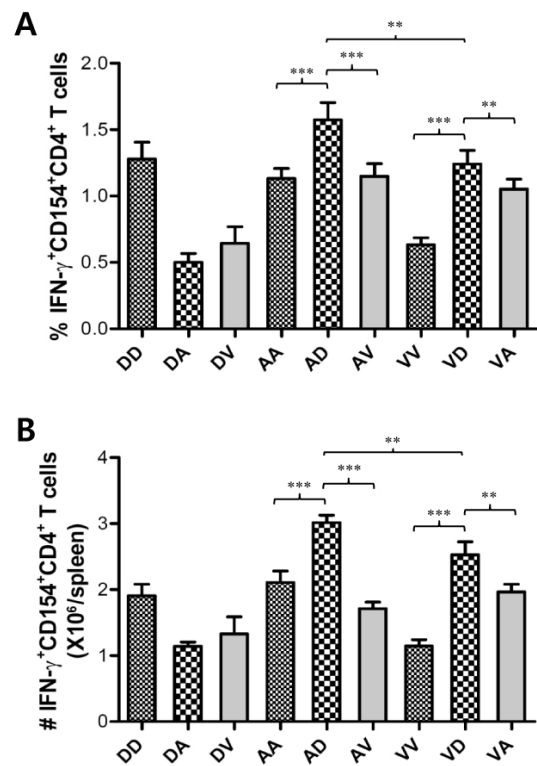 A
**
***
***
***
**
% IFN-γ⁺CD154⁺CD4⁺ T cells
2.0
1.5
1.0
0.5
0.0
DD DA DV AA AD AV VV VD VA
B
**
***
***
***
**
# IFN-γ⁺CD154⁺CD4⁺ T cells
(X10⁶/spleen)
4
3
2
1
0
DD DA DV AA AD AV VV VD VA